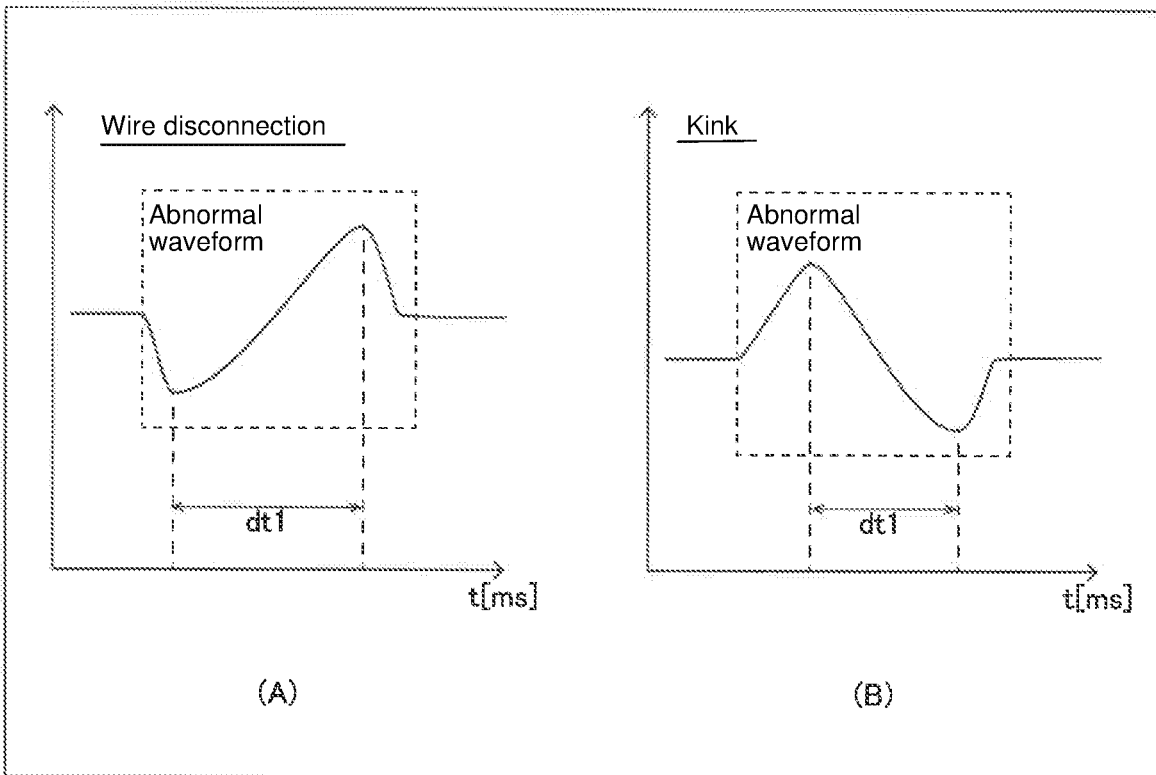 Wire disconnection
Abnormal
waveform
dt1
t[ms]
(A)
Kink
Abnormal
waveform
dt1
t[ms]
(B)